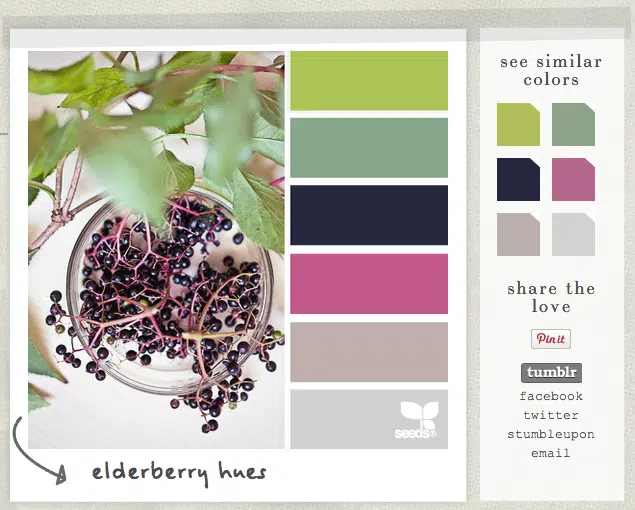 seeds
elderberry hues
see similar
colors
share the
love
Pin it
tumblr
facebook
twitter
stumbleupon
email